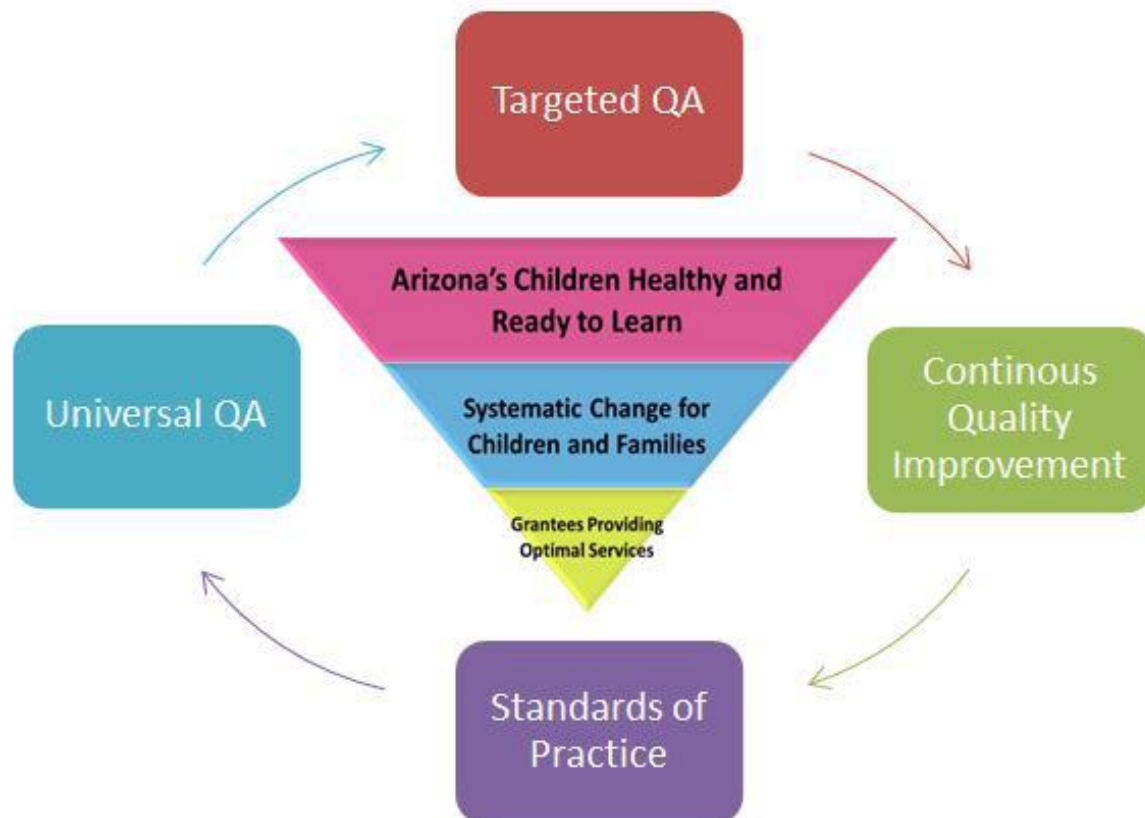 Targeted QA
Arizona's Children Healthy and
Ready to Learn
Universal QA
Systematic Change for
Children and Families
Continous
Quality
Improvement
Grantees Providing
Optimal Services
Standards of
Practice